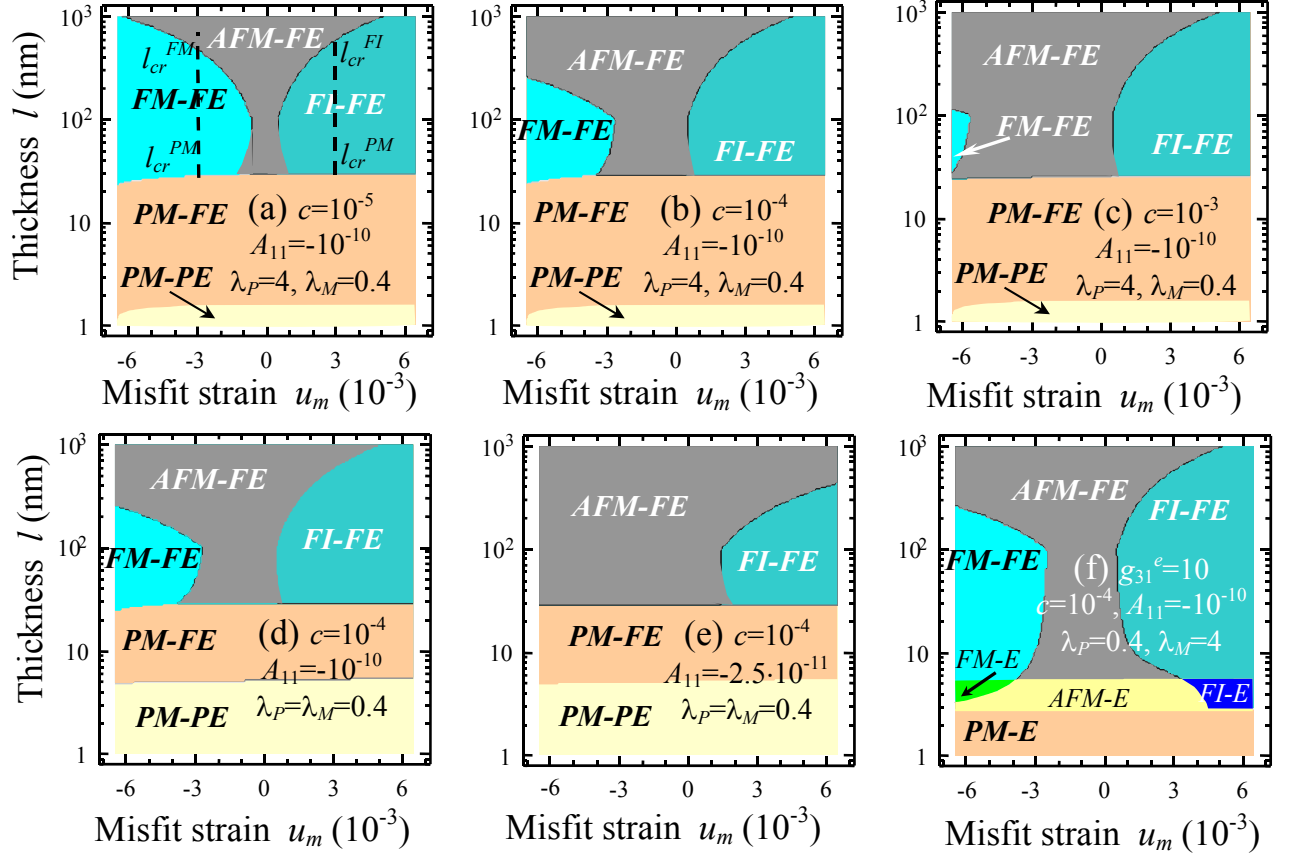 10³
10²
10
1
Thickness l (nm)
AFM-FE
l_cr^FM
l_cr^FI
FM-FE
FI-FE
l_cr^PM
l_cr^PM
PM-FE
(a) c=10⁻⁵
A₁₁=-10⁻¹⁰
PM-PE
λ_P=4, λ_M=0.4
-6 -3 0 3 6
Misfit strain u_m (10⁻³)
10³
10²
10
1
AFM-FE
FM-FE
FI-FE
PM-FE
(b) c=10⁻⁴
A₁₁=-10⁻¹⁰
PM-PE
λ_P=4, λ_M=0.4
-6 -3 0 3 6
Misfit strain u_m (10⁻³)
10³
10²
10
1
AFM-FE
FM-FE
FI-FE
PM-FE
(c) c=10⁻³
A₁₁=-10⁻¹⁰
PM-PE
λ_P=4, λ_M=0.4
-6 -3 0 3 6
Misfit strain u_m (10⁻³)
10³
10²
10
1
Thickness l (nm)
AFM-FE
FM-FE
FI-FE
PM-FE
(d) c=10⁻⁴
A₁₁=-10⁻¹⁰
PM-PE
λ_P=λ_M=0.4
-6 -3 0 3 6
Misfit strain u_m (10⁻³)
10³
10²
10
1
AFM-FE
FI-FE
PM-FE
(e) c=10⁻⁴
A₁₁=-2.5·10⁻¹¹
PM-PE
λ_P=λ_M=0.4
-6 -3 0 3 6
Misfit strain u_m (10⁻³)
10³
10²
10
1
AFM-FE
FI-FE
FM-FE
(f) g₃₁ᵉ=10
c=10⁻⁴, A₁₁=-10⁻¹⁰
λ_P=0.4, λ_M=4
FM-E
AFM-E
FI-E
PM-E
-6 -3 0 3 6
Misfit strain u_m (10⁻³)